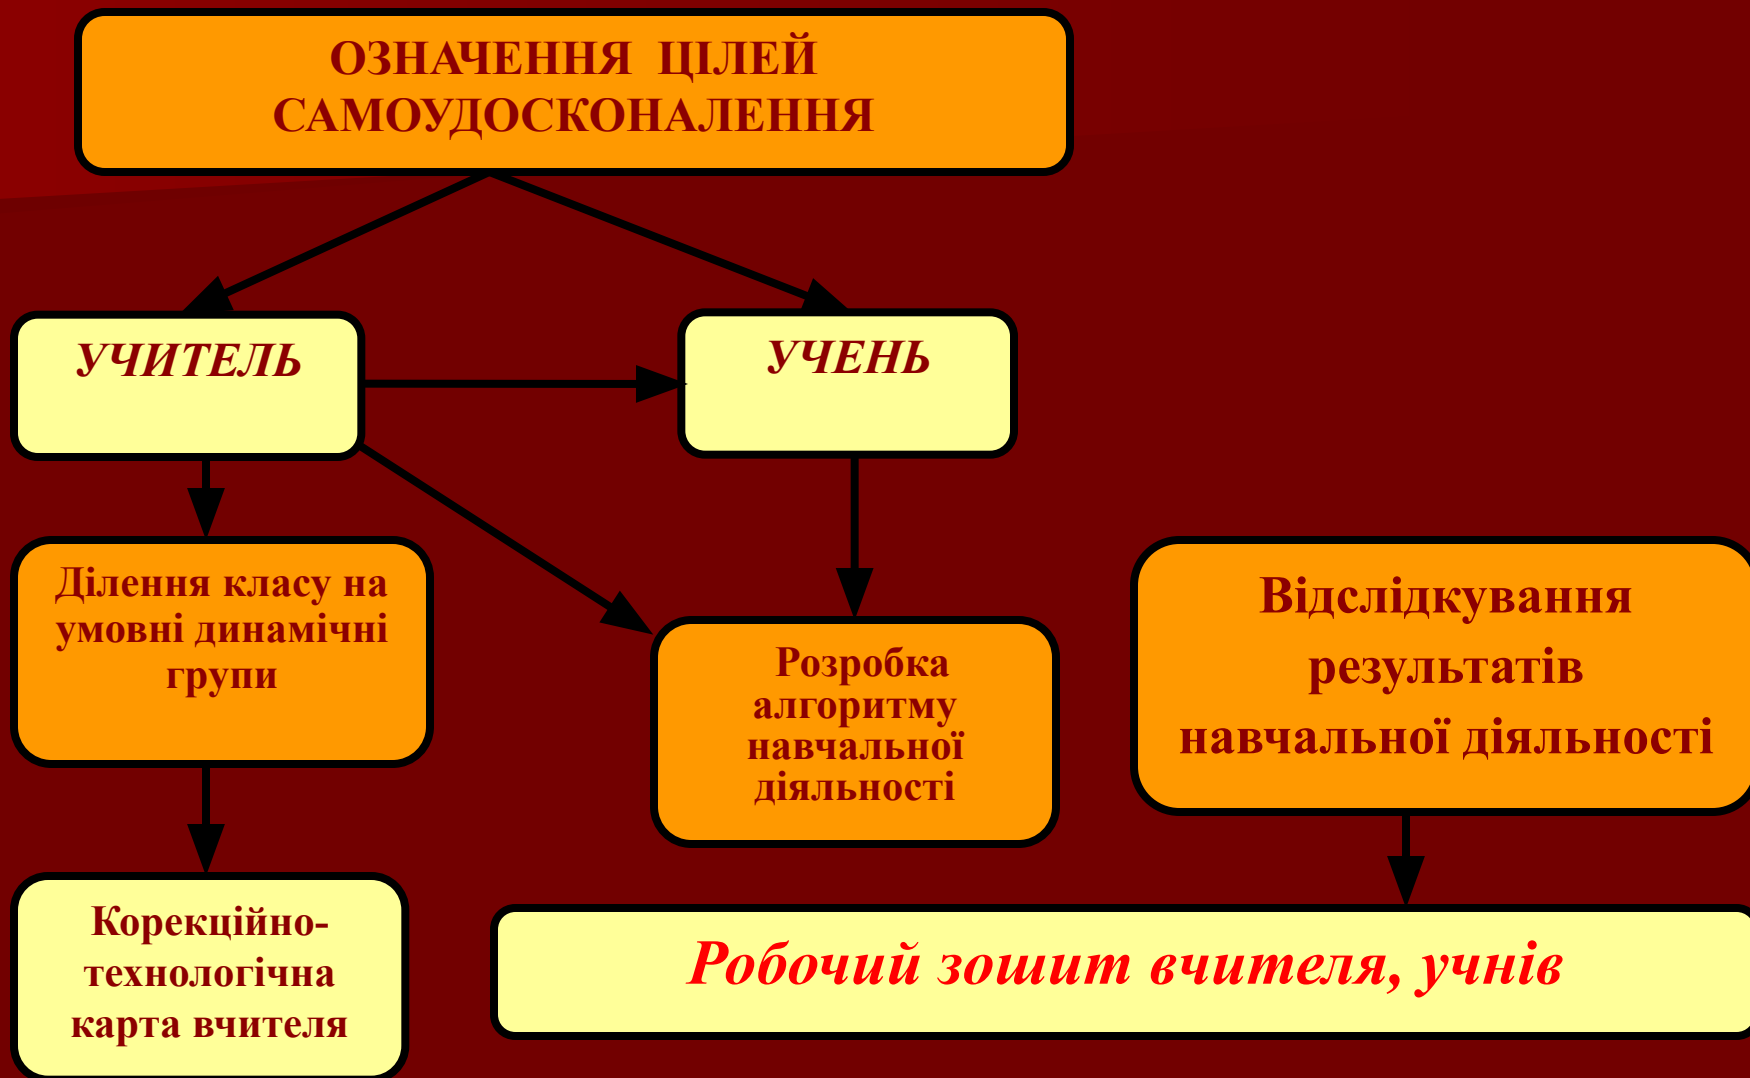 ОЗНАЧЕННЯ ЦІЛЕЙ
САМОУДОСКОНАЛЕННЯ
УЧИТЕЛЬ
УЧЕНЬ
Ділення класу на
умовні динамічні
групи
Розробка
алгоритму
навчальної
діяльності
Відслідкування
результатів
навчальної діяльності
Корекційно-
технологічна
карта вчителя
Робочий зошит вчителя, учнів